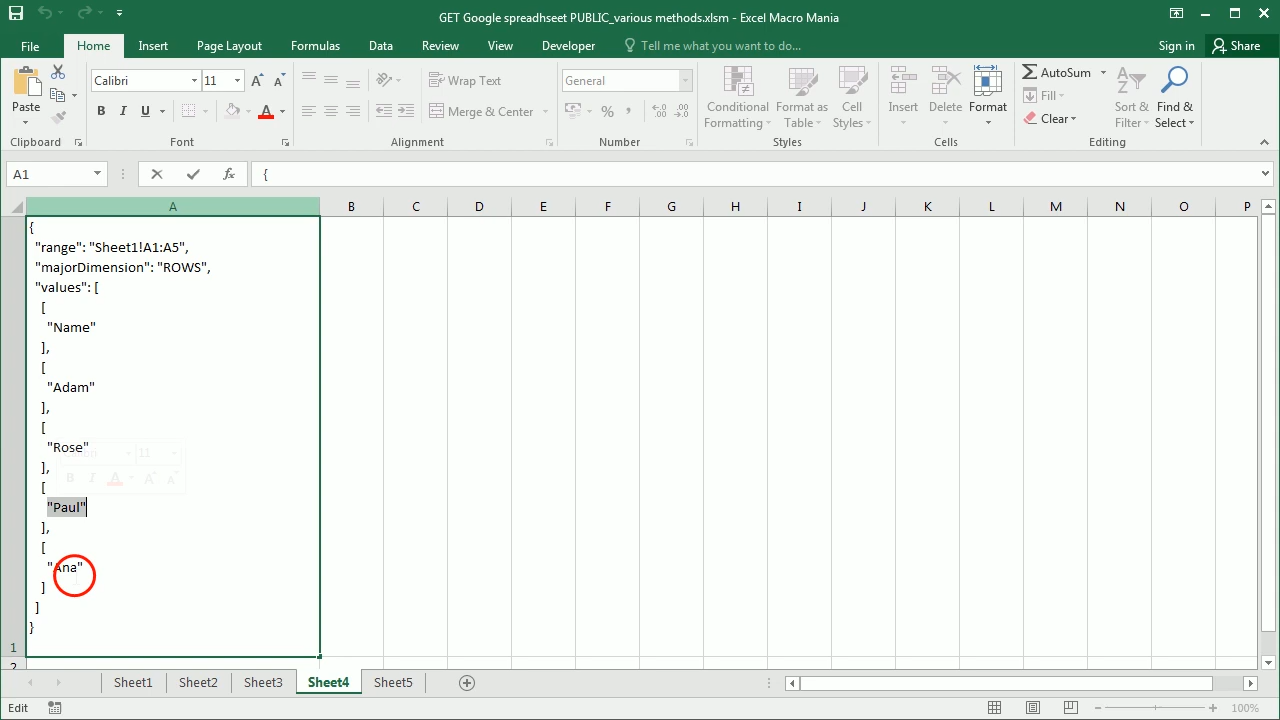 GET Google spreadhseet PUBLIC_various methods.xlsm - Excel Macro Mania
File Home Insert Page Layout Formulas Data Review View Developer Tell me what you want to do... Sign in Share
Calibri 11 Wrap Text General AutoSum
Paste B I U Merge & Center % , Conditional Formatting Format as Table Cell Styles Insert Delete Format Fill Clear Sort & Filter Find & Select
Clipboard Font Alignment Number Styles Cells Editing
A1 fx {
A B C D E F G H I J K L M N O P
{
"range": "Sheet1!A1:A5",
"majorDimension": "ROWS",
"values": [
[
"Name"
],
[
"Adam"
],
[
"Rose"
],
[
"Paul"
],
[
"Ana"
]
]
}
1
2
Sheet1 Sheet2 Sheet3 Sheet4 Sheet5
Edit 100%